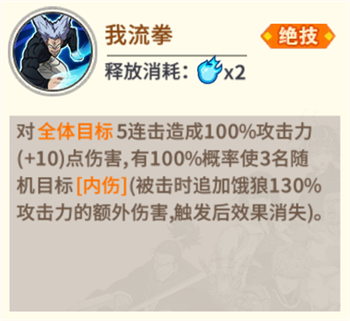 我流拳
绝技
释放消耗：x2
对全体目标5连击造成100%攻击力
(+10)点伤害,有100%概率使3名随
机目标[内伤](被击时追加饿狼130%
攻击力的额外伤害,触发后效果消失)。